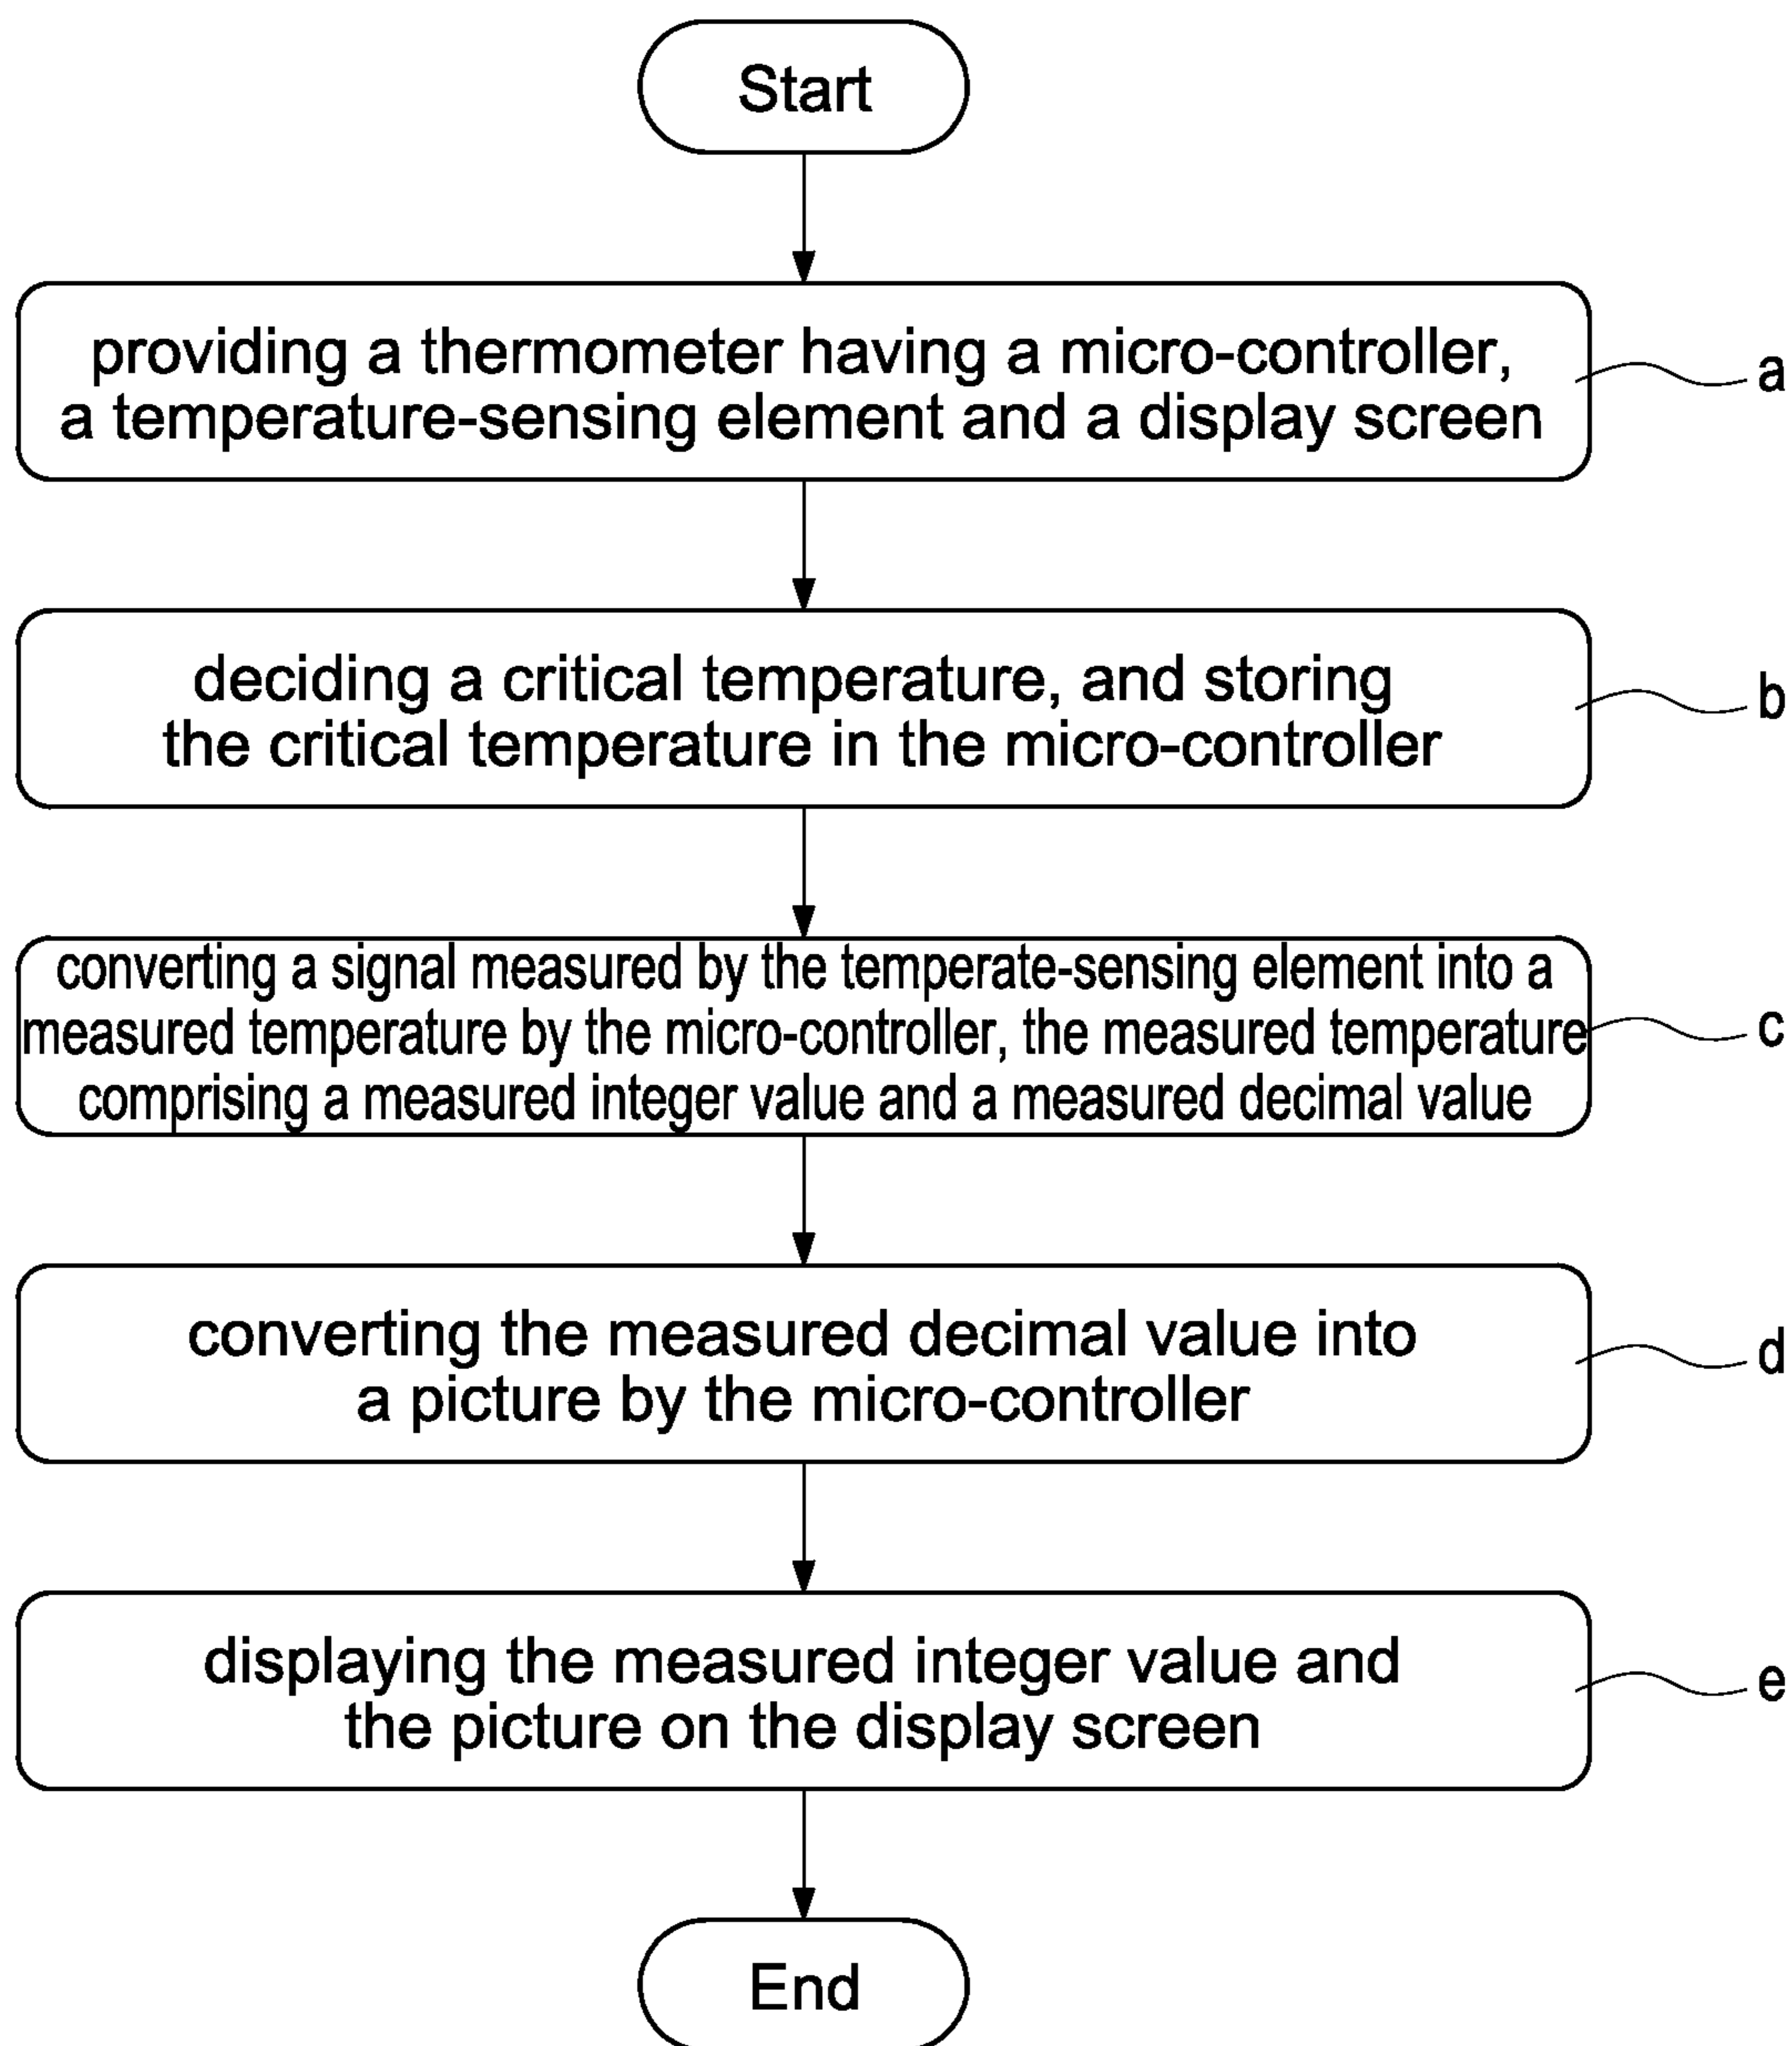 Start
providing a thermometer having a micro-controller,
a temperature-sensing element and a display screen
a
deciding a critical temperature, and storing
the critical temperature in the micro-controller
b
converting a signal measured by the temperate-sensing element into a
measured temperature by the micro-controller, the measured temperature
comprising a measured integer value and a measured decimal value
c
converting the measured decimal value into
a picture by the micro-controller
d
displaying the measured integer value and
the picture on the display screen
e
End